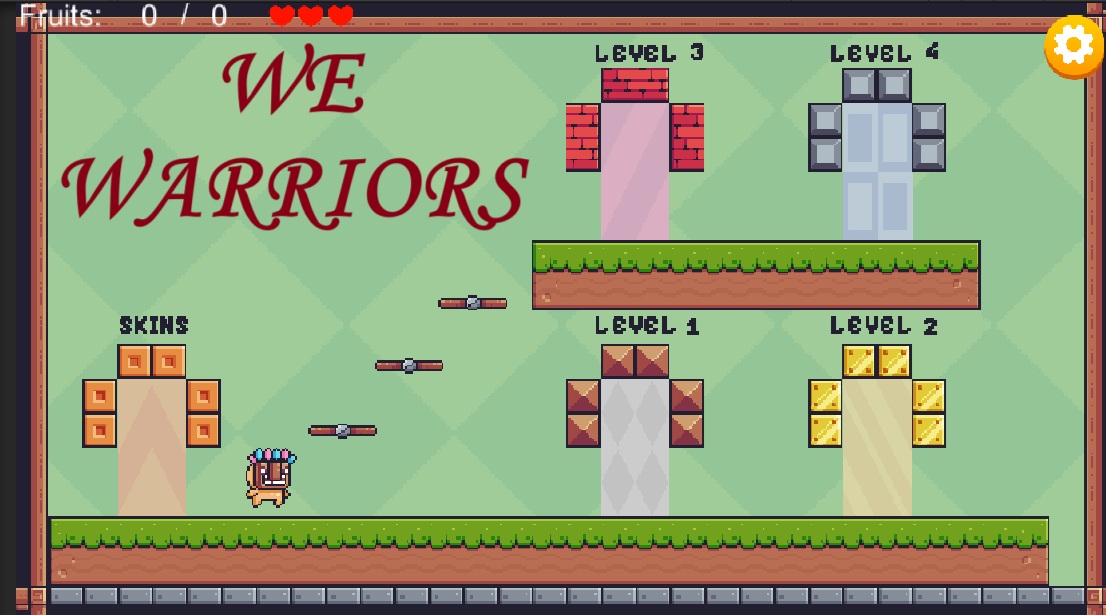 Fruits: 0 / 0
WE
WARRIORS
LEVEL 3
LEVEL 4
SKINS
LEVEL 1
LEVEL 2